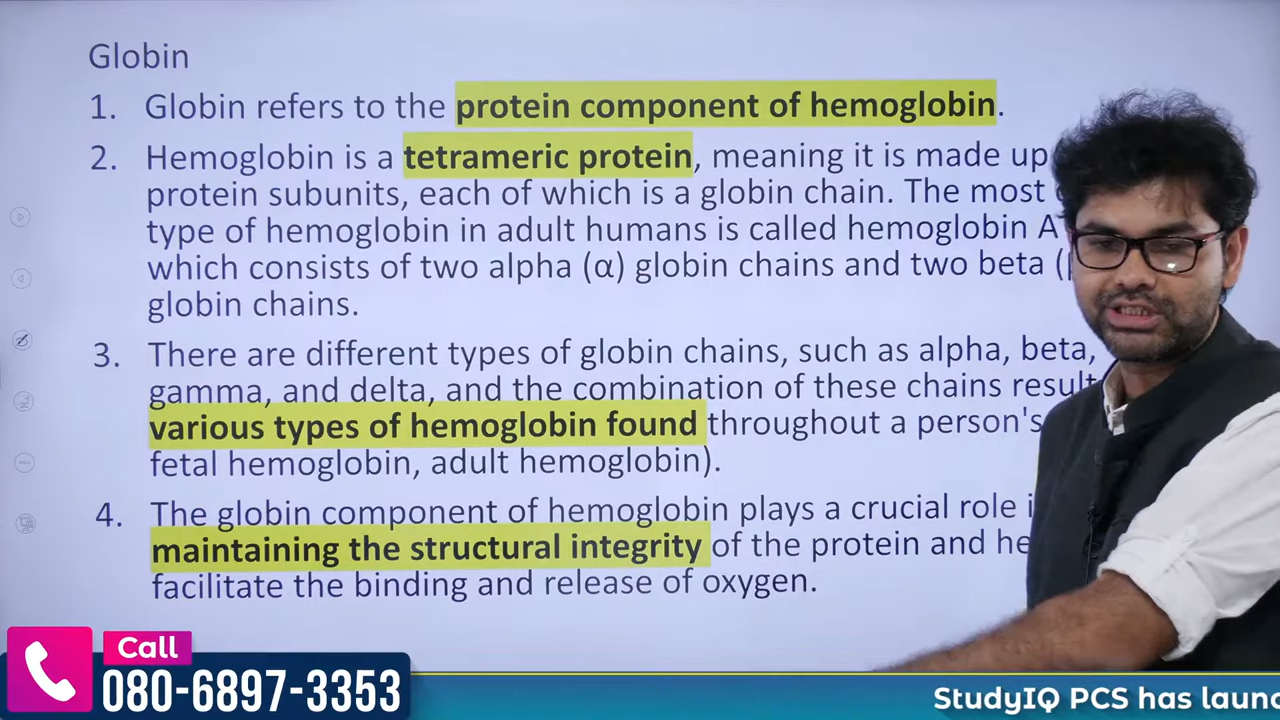 Globin
1. Globin refers to the protein component of hemoglobin.
2. Hemoglobin is a tetrameric protein, meaning it is made up
protein subunits, each of which is a globin chain. The most
type of hemoglobin in adult humans is called hemoglobin A
which consists of two alpha (α) globin chains and two beta (
globin chains.
3. There are different types of globin chains, such as alpha, beta,
gamma, and delta, and the combination of these chains result
various types of hemoglobin found throughout a person's
fetal hemoglobin, adult hemoglobin).
4. The globin component of hemoglobin plays a crucial role i
maintaining the structural integrity of the protein and he
facilitate the binding and release of oxygen.
Call
080-6897-3353
StudyIQ PCS has laun